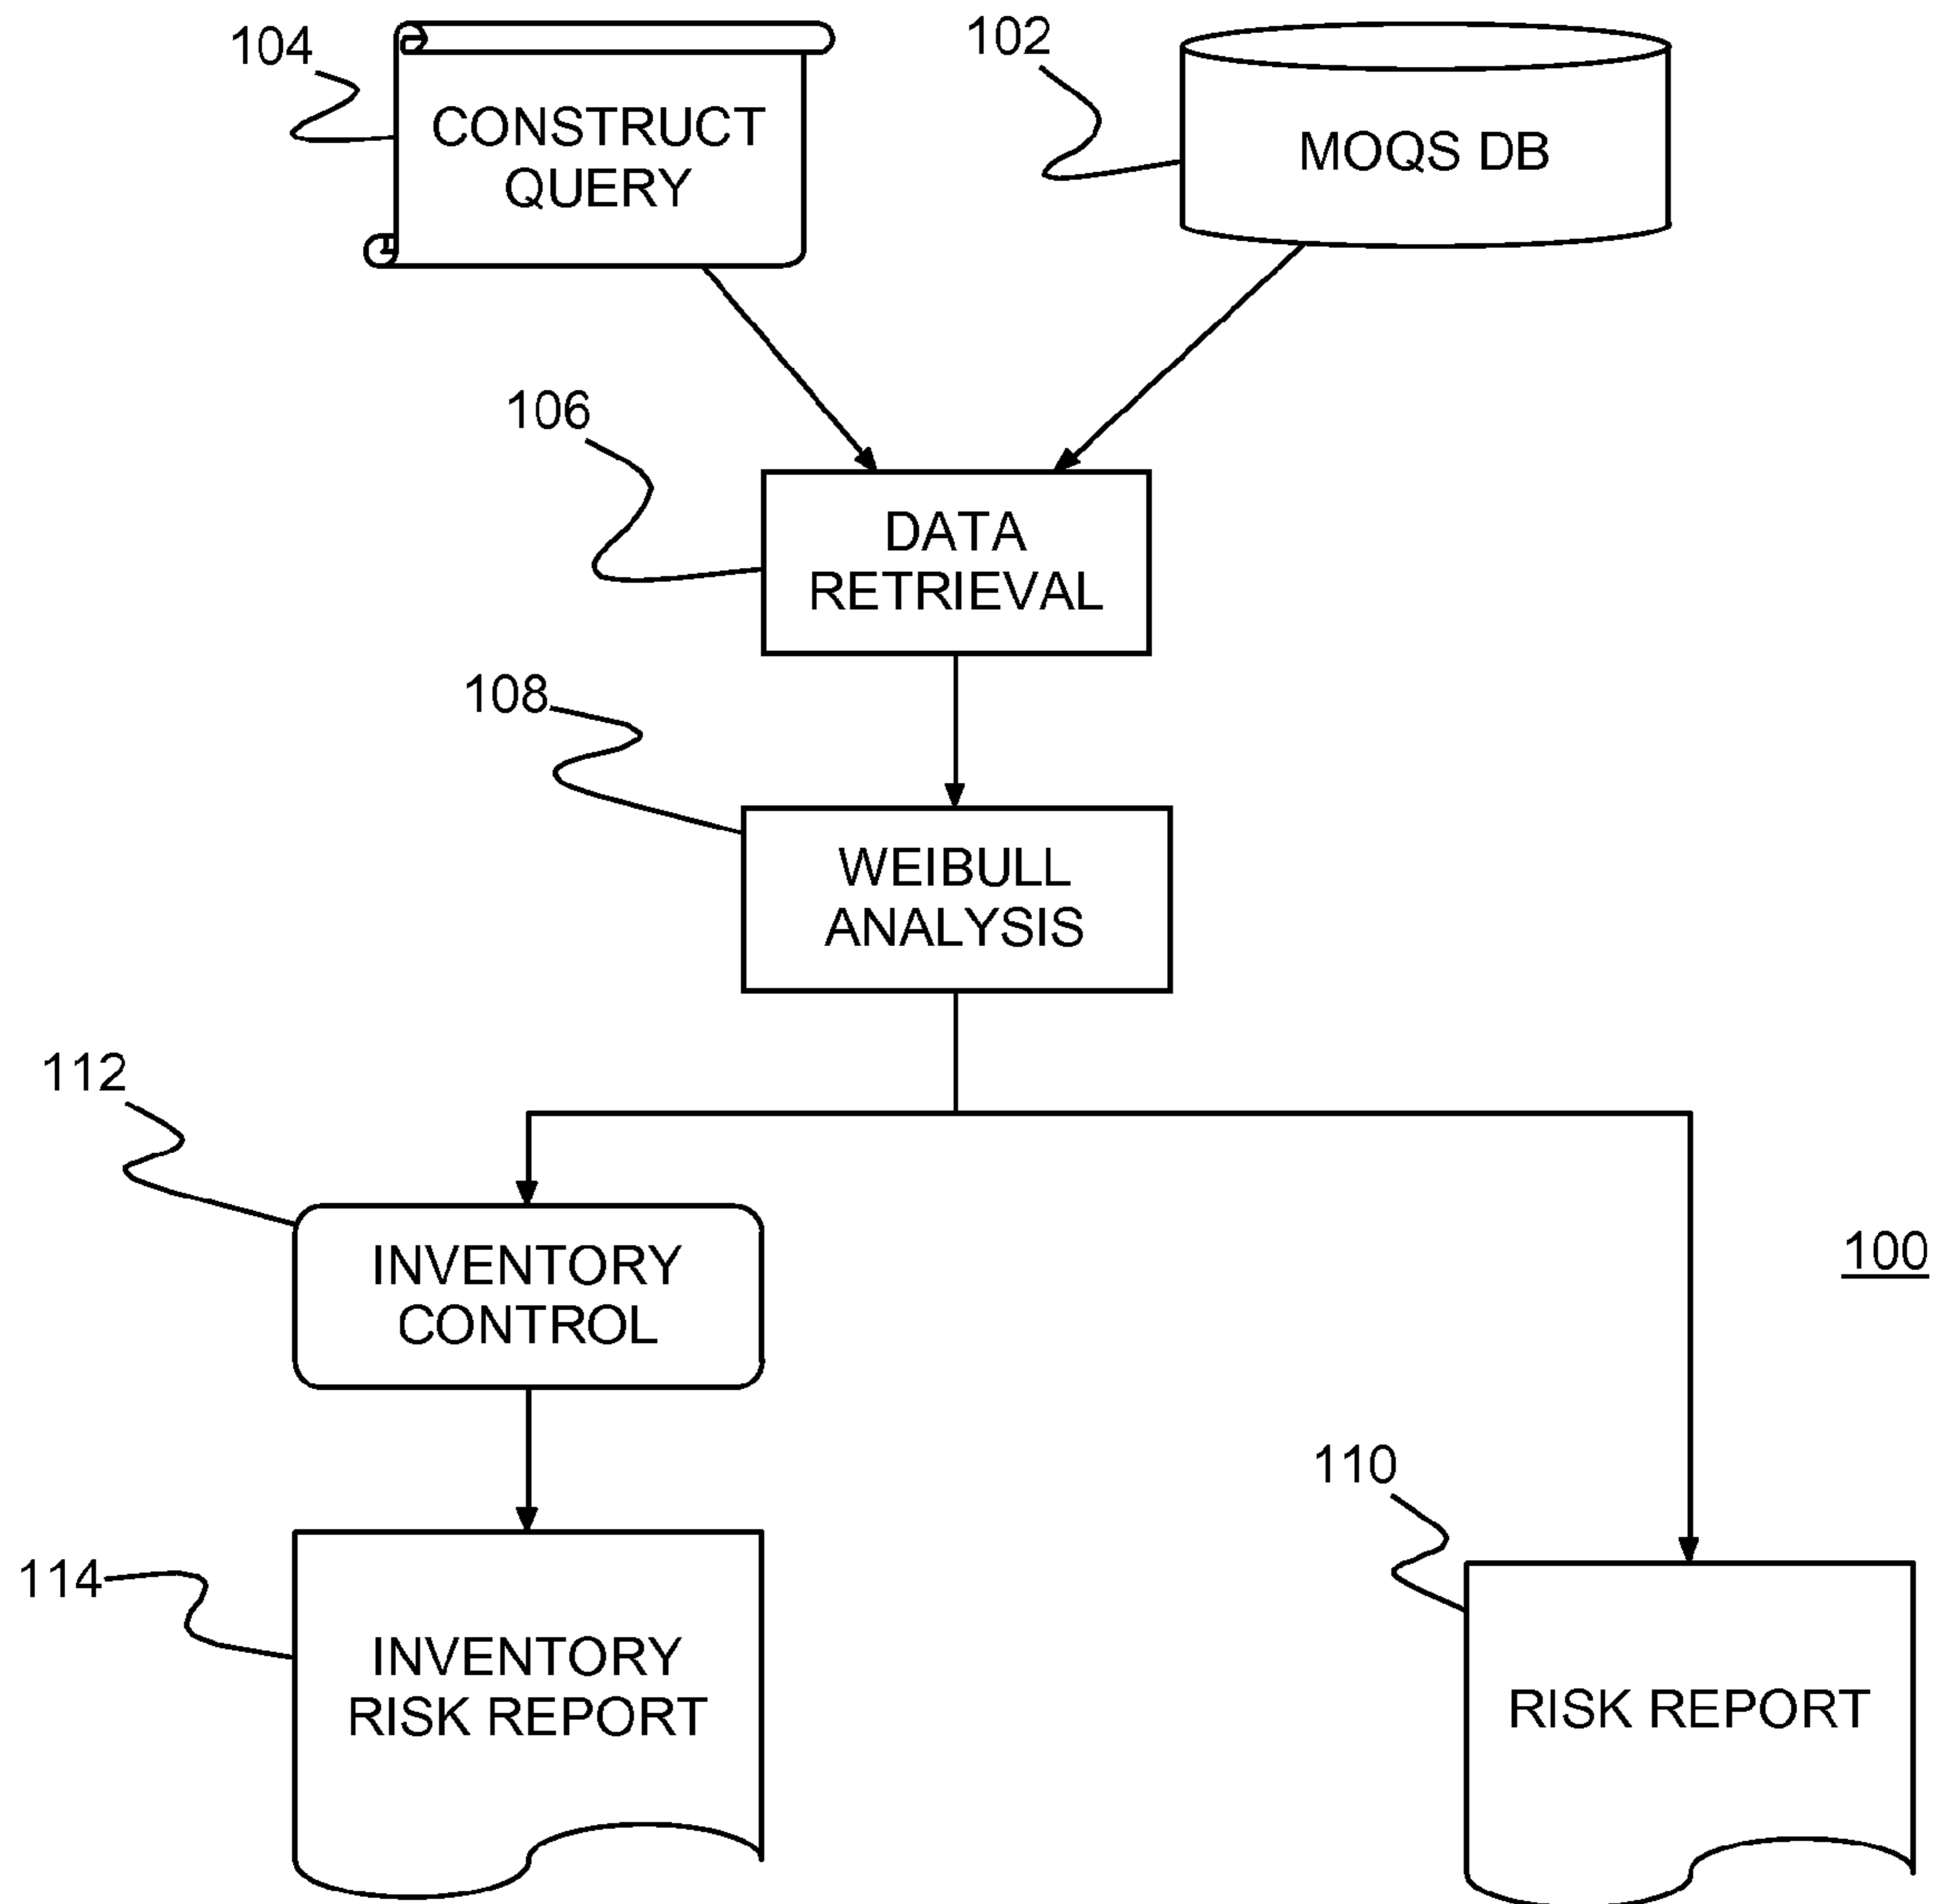 104
CONSTRUCT
QUERY
102
MOQS DB
106
DATA
RETRIEVAL
108
WEIBULL
ANALYSIS
112
INVENTORY
CONTROL
100
110
114
INVENTORY
RISK REPORT
RISK REPORT